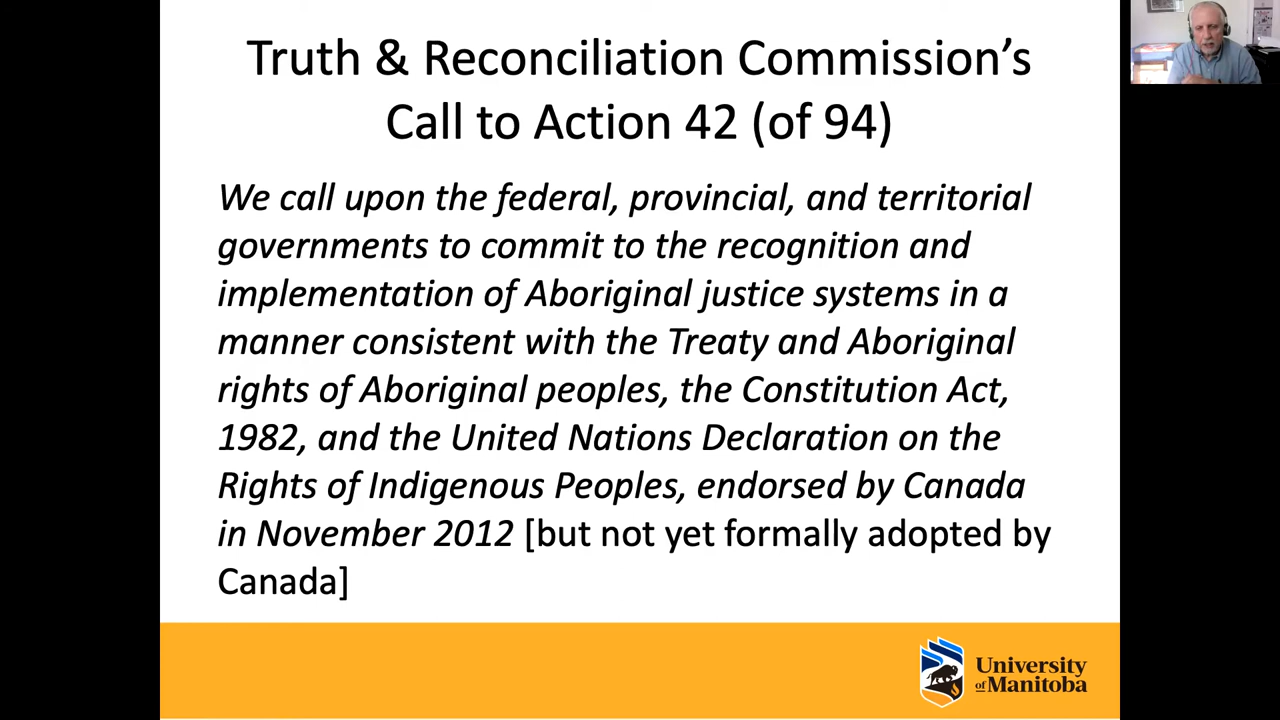 Truth & Reconciliation Commission’s
Call to Action 42 (of 94)
We call upon the federal, provincial, and territorial
governments to commit to the recognition and
implementation of Aboriginal justice systems in a
manner consistent with the Treaty and Aboriginal
rights of Aboriginal peoples, the Constitution Act,
1982, and the United Nations Declaration on the
Rights of Indigenous Peoples, endorsed by Canada
in November 2012 [but not yet formally adopted by
Canada]
University
of Manitoba